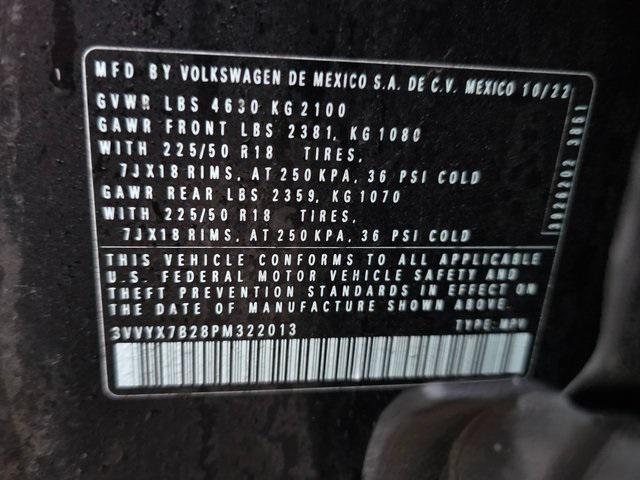 MFD BY VOLKSWAGEN DE MEXICO S.A. DE C.V. MEXICO 10/22
GVWR LBS 4630 KG 2100
GAWR FRONT LBS 2381, KG 1080
WITH 225/50 R18 TIRES,
7JX18 RIMS, AT 250 KPA, 36 PSI COLD
GAWR REAR LBS 2359, KG 1070
WITH 225/50 R18 TIRES,
7JX18 RIMS, AT 250 KPA, 36 PSI COLD
THIS VEHICLE CONFORMS TO ALL APPLICABLE
U.S. FEDERAL MOTOR VEHICLE SAFETY AND
THEFT PREVENTION STANDARDS IN EFFECT ON
THE DATE OF MANUFACTURE SHOWN ABOVE.
3VVYX7B28PM322013 TYPE: MPV